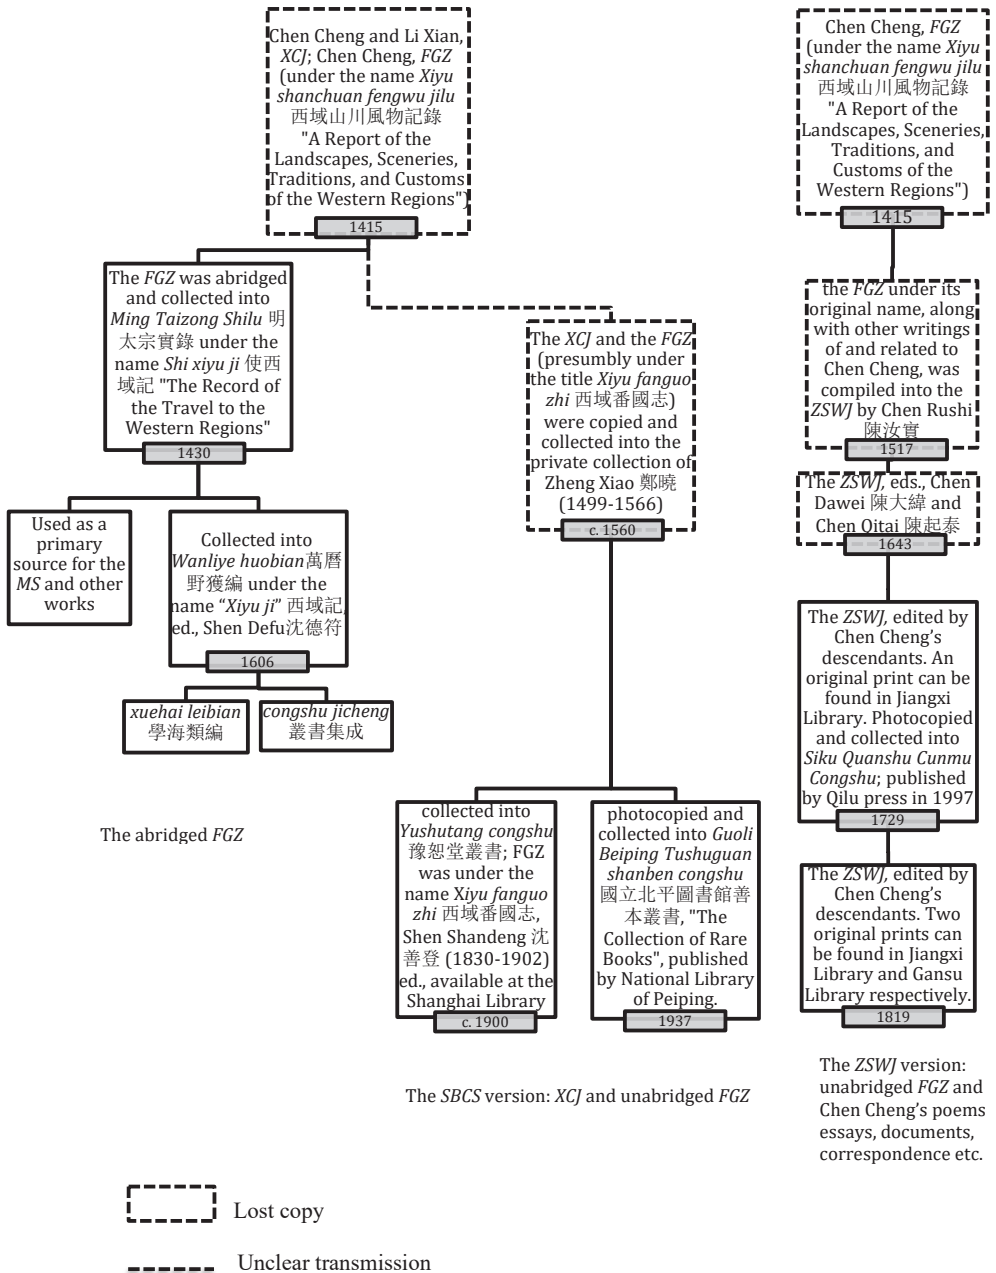 Chen Cheng and Li Xian,
XCJ; Chen Cheng, FGZ
(under the name Xiyu
shanchuan fengwu jilu
西域山川風物記錄
"A Report of the
Landscapes, Sceneries,
Traditions, and Customs
of the Western Regions")
1415
The FGZ was abridged
and collected into
Ming Taizong Shilu 明
太宗實錄 under the
name Shi xiyu ji 使西
域記 "The Record of
the Travel to the
Western Regions"
1430
Used as a
primary
source for the
MS and other
works
Collected into
Wanliye huobian萬曆
野獲編 under the
name “Xiyu ji” 西域記,
ed., Shen Defu沈德符
1606
xuehai leibian
學海類編
congshu jicheng
叢書集成
The abridged FGZ
The XCJ and the FGZ
(presumbly under
the title Xiyu fanguo
zhi 西域番國志)
were copied and
collected into the
private collection of
Zheng Xiao 鄭曉
(1499-1566)
c. 1560
collected into
Yushutang congshu
豫恕堂叢書; FGZ
was under the
name Xiyu fanguo
zhi 西域番國志,
Shen Shandeng 沈
善登 (1830-1902)
ed., available at the
Shanghai Library
c. 1900
photocopied and
collected into Guoli
Beiping Tushuguan
shanben congshu
國立北平圖書館善
本叢書, "The
Collection of Rare
Books", published
by National Library
of Peiping.
1937
The SBCS version: XCJ and unabridged FGZ
Chen Cheng, FGZ
(under the name Xiyu
shanchuan fengwu jilu
西域山川風物記錄
"A Report of the
Landscapes, Sceneries,
Traditions, and
Customs of the
Western Regions")
1415
the FGZ under its
original name, along
with other writings
of and related to
Chen Cheng, was
compiled into the
ZSWJ by Chen Rushi
陳汝實
1517
The ZSWJ, eds., Chen
Dawei 陳大緯 and
Chen Qitai 陳起泰
1643
The ZSWJ, edited by
Chen Cheng’s
descendants. An
original print can be
found in Jiangxi
Library. Photocopied
and collected into
Siku Quanshu Cunmu
Congshu; published
by Qilu press in 1997
1729
The ZSWJ, edited by
Chen Cheng’s
descendants. Two
original prints can
be found in Jiangxi
Library and Gansu
Library respectively.
1819
The ZSWJ version:
unabridged FGZ and
Chen Cheng’s poems
essays, documents,
correspondence etc.
Lost copy
Unclear transmission